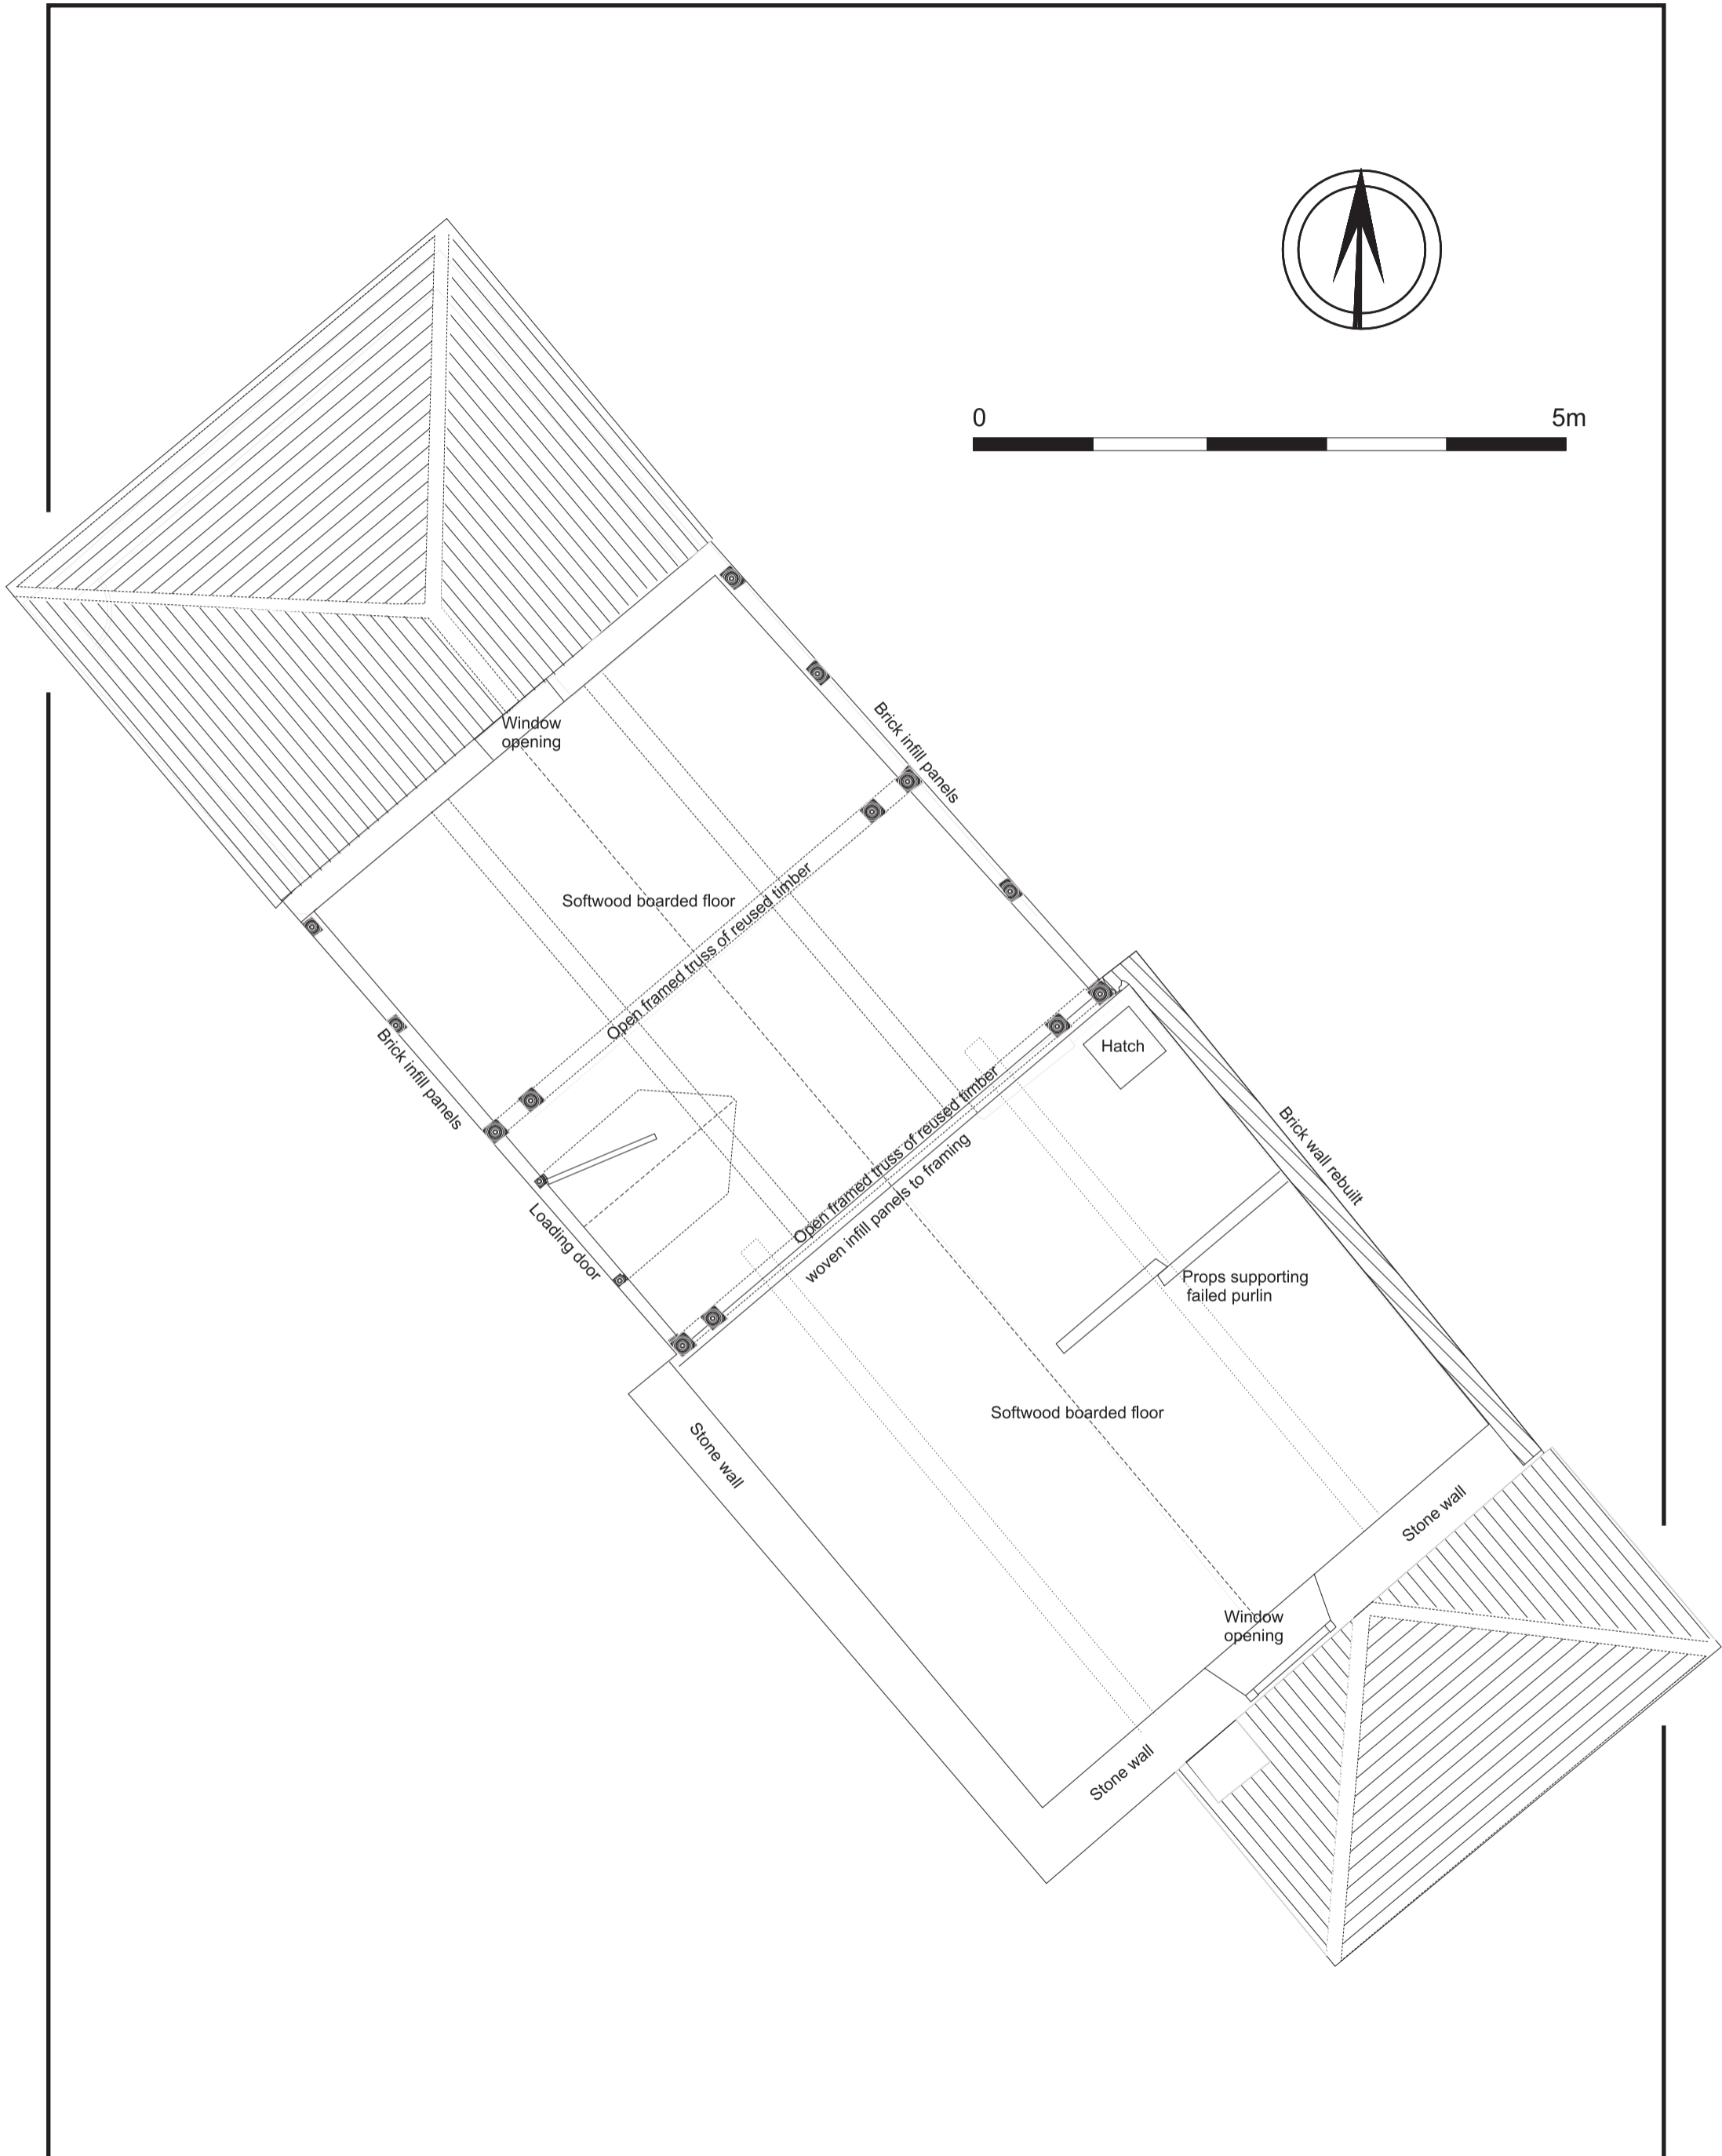 0 5m
Window
opening
Brick infill panels
Softwood boarded floor
Open framed truss of reused timber
Brick infill panels
Hatch
Loading door
Open framed truss of reused timber
woven infill panels to framing
Brick wall rebuilt
Props supporting
failed purlin
Softwood boarded floor
Stone wall
Stone wall
Window
opening
Stone wall